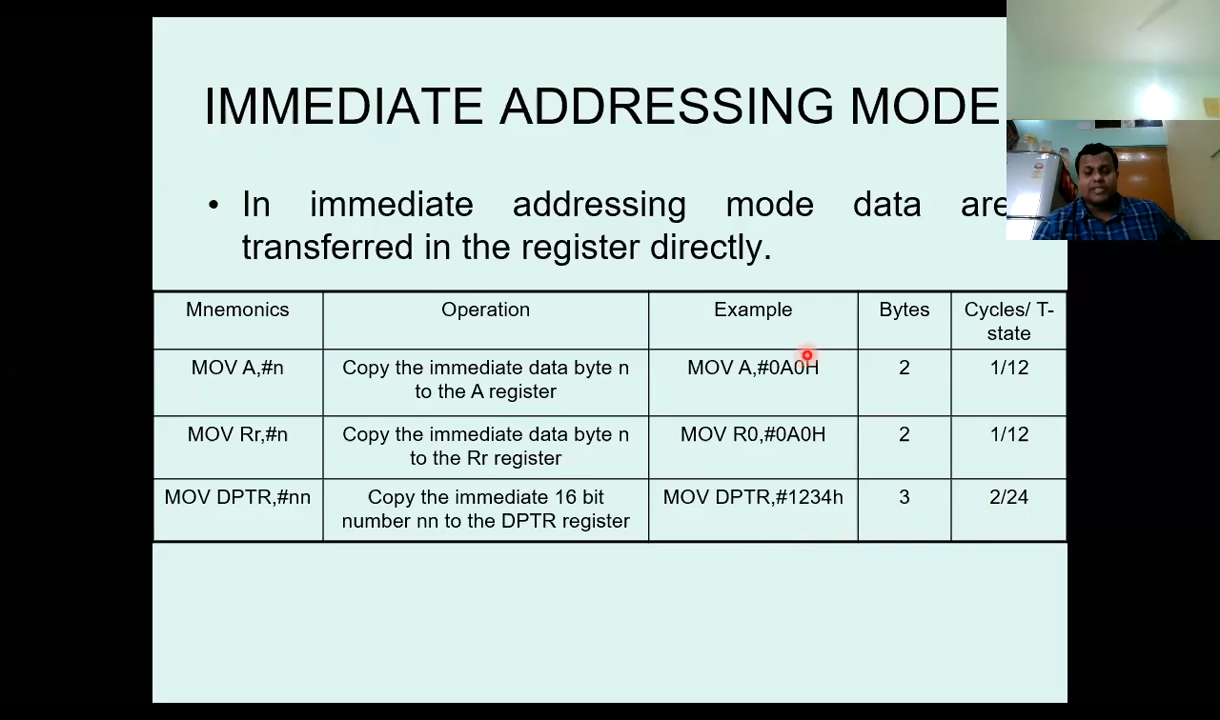 IMMEDIATE ADDRESSING MODE
• In immediate addressing mode data are
transferred in the register directly.
Mnemonics Operation Example Bytes Cycles/ T-
state
MOV A,#n Copy the immediate data byte n MOV A,#0A0H 2 1/12
to the A register
MOV Rr,#n Copy the immediate data byte n MOV R0,#0A0H 2 1/12
to the Rr register
MOV DPTR,#nn Copy the immediate 16 bit MOV DPTR,#1234h 3 2/24
number nn to the DPTR register